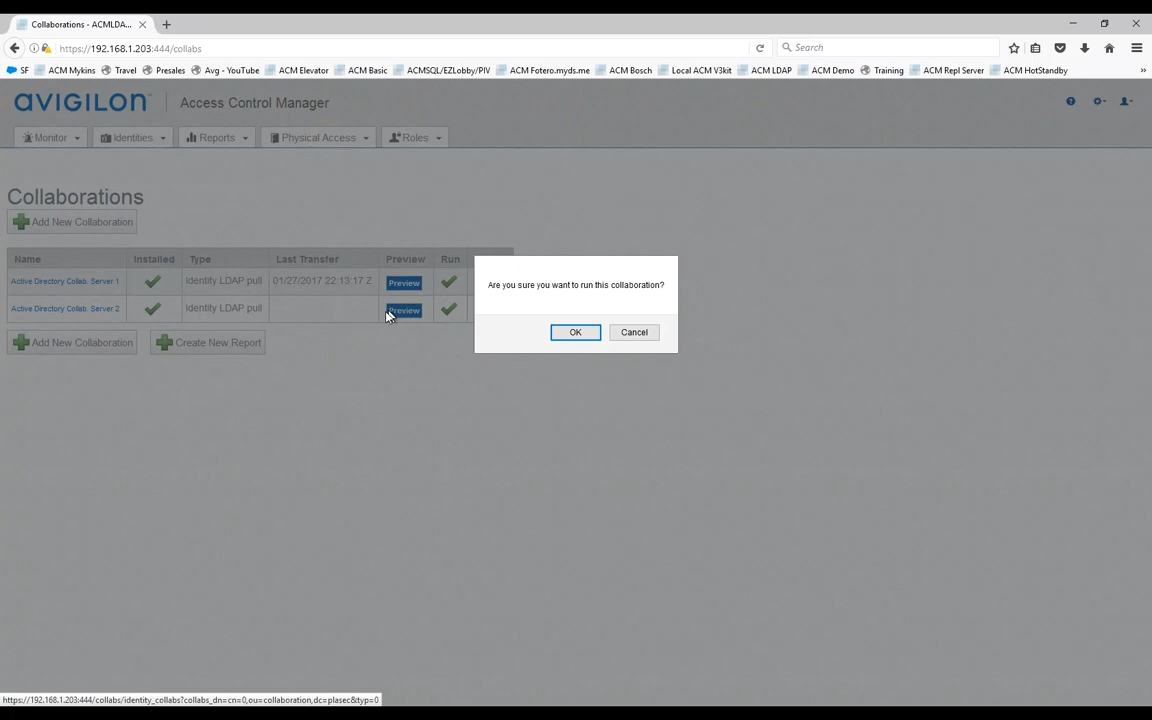 Collaborations - ACMLDA...
https://192.168.1.203:444/collabs
Search
SF ACM Mykins Travel Presales Avg - YouTube ACM Elevator ACM Basic ACMSQL/EZLobby/PIV ACM Fotero.myds.me ACM Bosch Local ACM V3kit ACM LDAP ACM Demo Training ACM Repl Server ACM HotStandby
avigilon Access Control Manager
Monitor Identities Reports Physical Access Roles
Collaborations
Add New Collaboration
Name Installed Type Last Transfer Preview Run
Active Directory Collab. Server 1 Identity LDAP pull 01/27/2017 22:13:17 Z Preview
Active Directory Collab. Server 2 Identity LDAP pull Preview
Are you sure you want to run this collaboration?
OK Cancel
Add New Collaboration Create New Report
https://192.168.1.203:444/collabs/identity_collabs?collabs_dn=cn=0,ou=collaboration,dc=plasec&typ=0